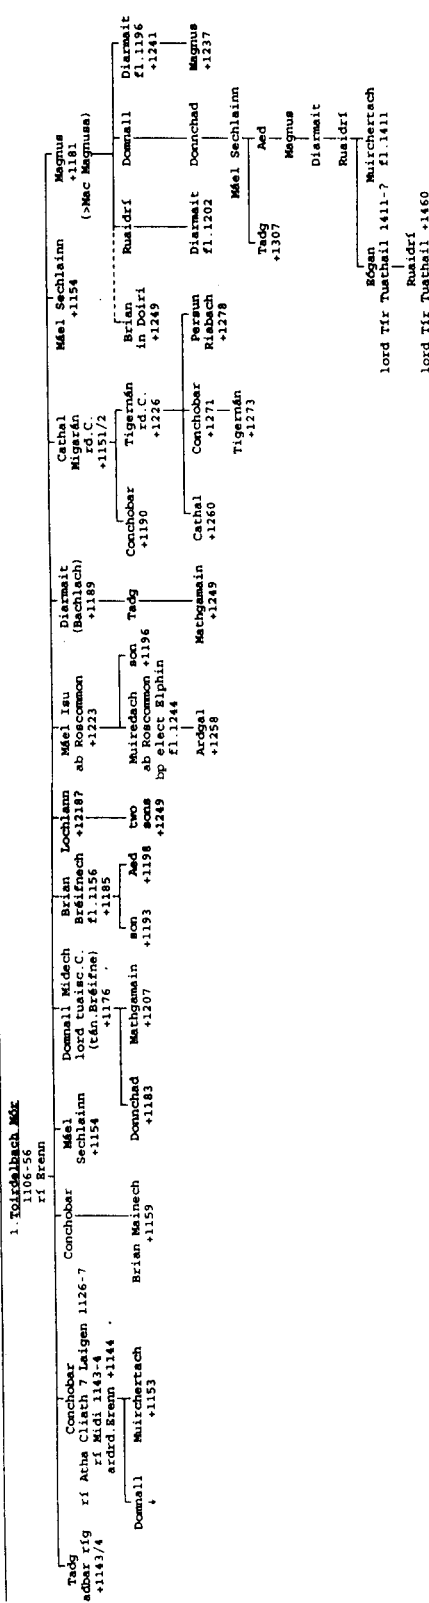 1. Toirdelbach Mór
1106-56
rí Erenn
Tadg
adbar ríg
+1143/4
Conchobar
rí Atha Cliath 7 Laigen 1126-7
rí Midi 1143-4
ardrd.Erenn +1144
Conchobar
Máel
Sechlainn
+1154
Domnall Midech
lord tuaisc.C.
(tán.Bréifne)
+1176
Brian
Bréifnech
fl.1156
+1185
Lochlann
+1218?
Máel Isu
ab Roscommon
+1223
Diarmait
(Bachlach)
+1189
Cathal
Migarán
rd.C.
+1151/2
Máel Sechlainn
+1154
Magnus
+1181
(>Mac Magnusa)
Domnall
Muirchertach
+1153
Brian Mainech
+1159
Donnchad
+1183
Mathgamain
+1207
son
+1193
Aed
+1198
two
sons
+1249
Muiredach
ab Roscommon
bp elect Elphin
fl.1244
son
+1196
Tadg
Conchobar
+1190
Tigernán
rd.C.
+1226
Brian
in Doiri
+1249
Ruaidrí
Domnall
Diarmait
fl.1196
+1241
Ardgal
+1258
Mathgamain
+1249
Cathal
+1260
Conchobar
+1271
Persun
Riabach
+1278
Diarmait
fl.1202
Donnchad
Magnus
+1237
Tigernán
+1273
Máel Sechlainn
Tadg
+1307
Aed
Magnus
Diarmait
Ruaidrí
Eógan
lord Tír Tuathail 1411-?
Muirchertach
fl.1411
Ruaidrí
lord Tír Tuathail +1460